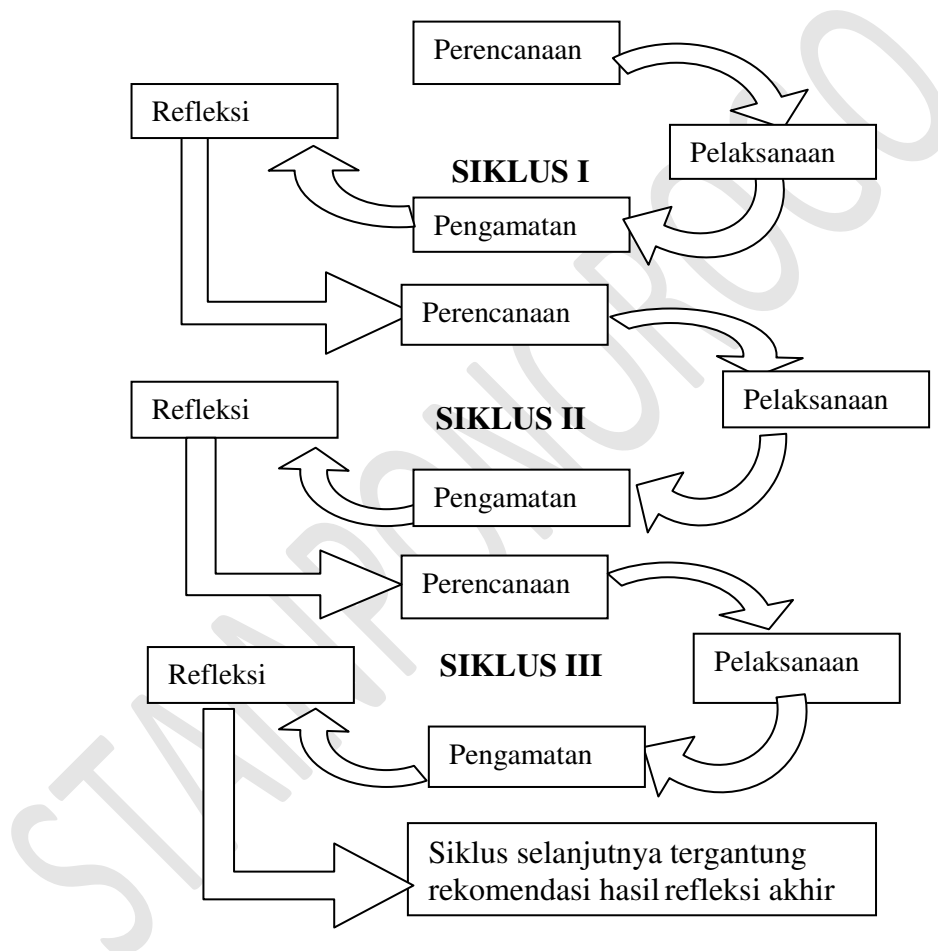 Perencanaan
Refleksi
Pelaksanaan
SIKLUS I
Pengamatan
Perencanaan
Pelaksanaan
Refleksi
SIKLUS II
Pengamatan
Perencanaan
Pelaksanaan
Refleksi
SIKLUS III
Pengamatan
Siklus selanjutnya tergantung
rekomendasi hasil refleksi akhir
STAINPONOROGO